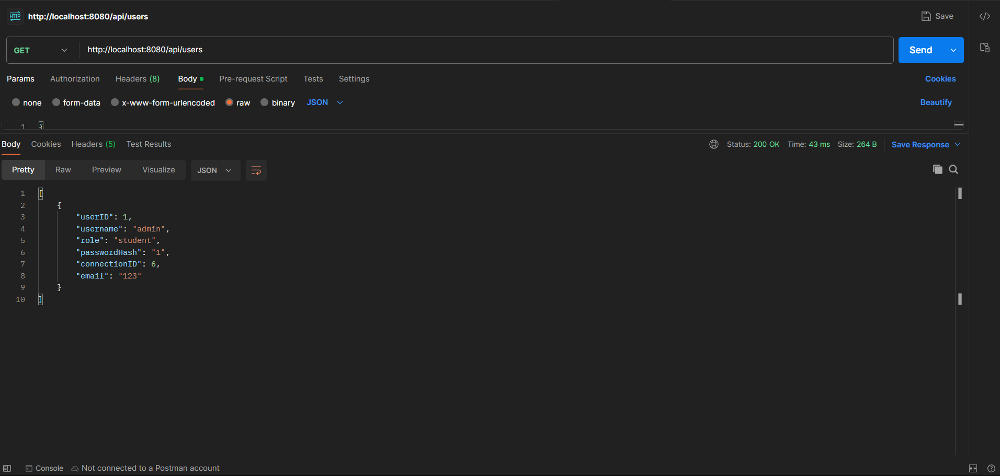 HTTP http://localhost:8080/api/users Save
GET http://localhost:8080/api/users Send
Params Authorization Headers (8) Body Pre-request Script Tests Settings Cookies
none form-data x-www-form-urlencoded raw binary JSON Beautify
1 {
Body Cookies Headers (5) Test Results Status: 200 OK Time: 43 ms Size: 264 B Save Response
Pretty Raw Preview Visualize JSON
1 [
2 {
3 "userID": 1,
4 "username": "admin",
5 "role": "student",
6 "passwordHash": "1",
7 "connectionID": 6,
8 "email": "123"
9 }
10 ]
Console Not connected to a Postman account